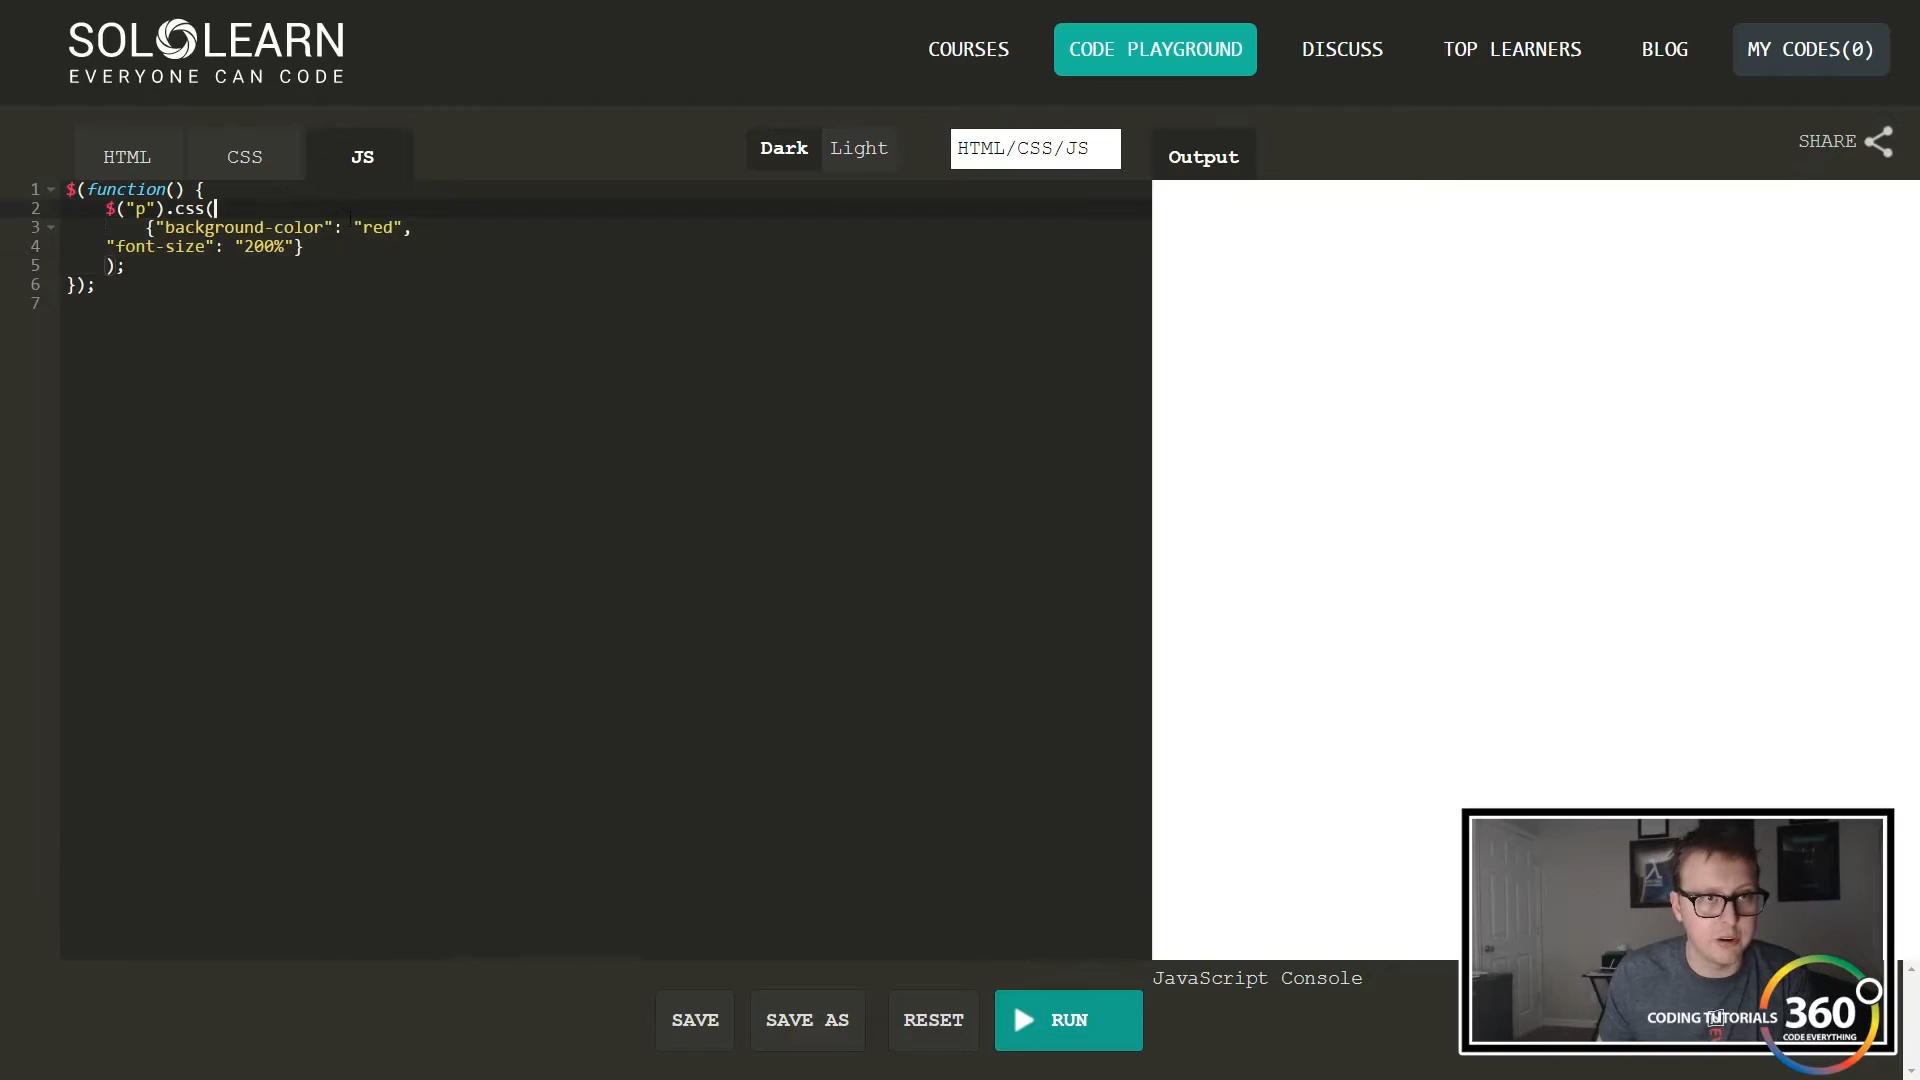 SOLOLEARN
EVERYONE CAN CODE
COURSES
CODE PLAYGROUND
DISCUSS
TOP LEARNERS
BLOG
MY CODES(0)
HTML
CSS
JS
Dark
Light
HTML/CSS/JS
Output
SHARE
1 $(function() {
2 $("p").css(
3 {"background-color": "red",
4 "font-size": "200%"}
5 );
6 });
7
SAVE
SAVE AS
RESET
RUN
JavaScript Console
CODING TUTORIALS 360
CODE EVERYTHING